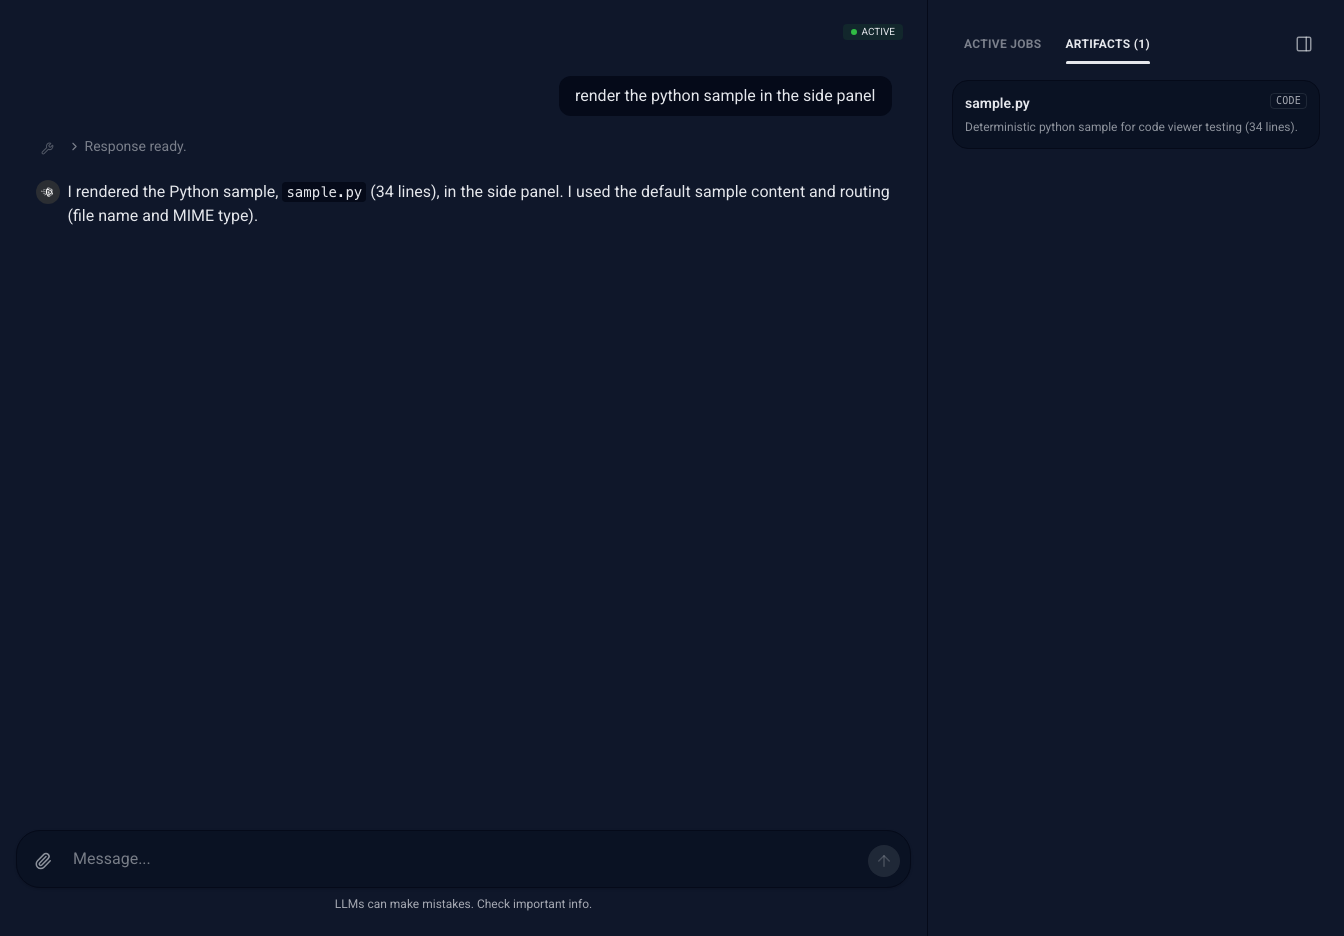 ACTIVE
render the python sample in the side panel
Response ready.
I rendered the Python sample, sample.py (34 lines), in the side panel. I used the default sample content and routing
(file name and MIME type).
Message...
LLMs can make mistakes. Check important info.
ACTIVE JOBS
ARTIFACTS (1)
sample.py
CODE
Deterministic python sample for code viewer testing (34 lines).